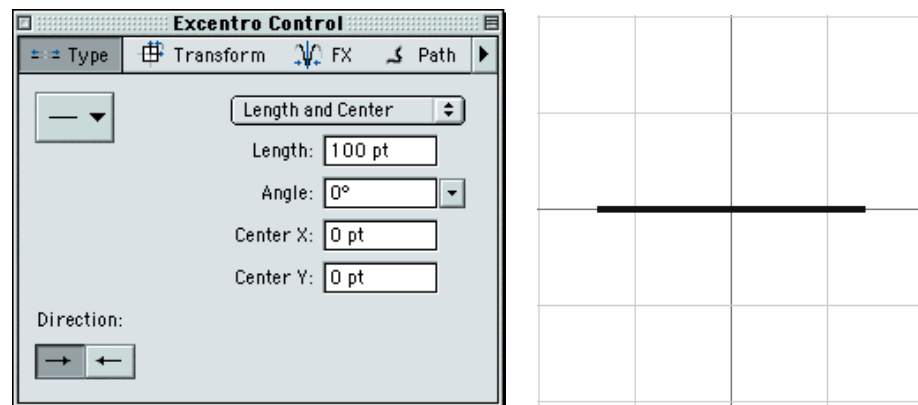 Excentro Control
Type Transform FX Path
Length and Center
Length: 100 pt
Angle: 0°
Center X: 0 pt
Center Y: 0 pt
Direction: